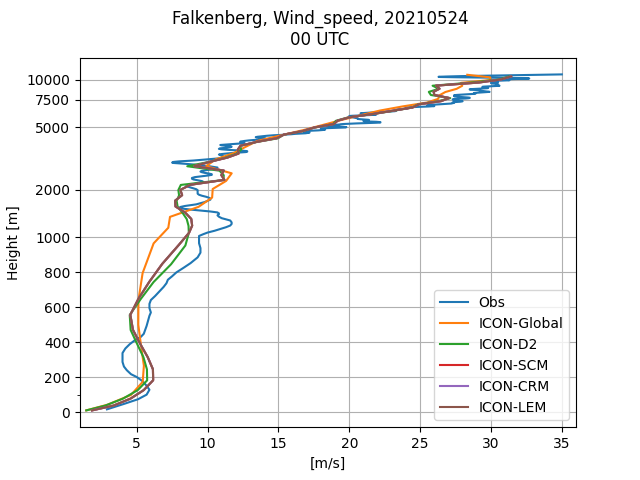 Falkenberg, Wind_speed, 20210524
00 UTC
Height [m]
10000
7500
5000
2000
1000
800
600
400
200
0
5
10
15
20
25
30
35
[m/s]
Obs
ICON-Global
ICON-D2
ICON-SCM
ICON-CRM
ICON-LEM